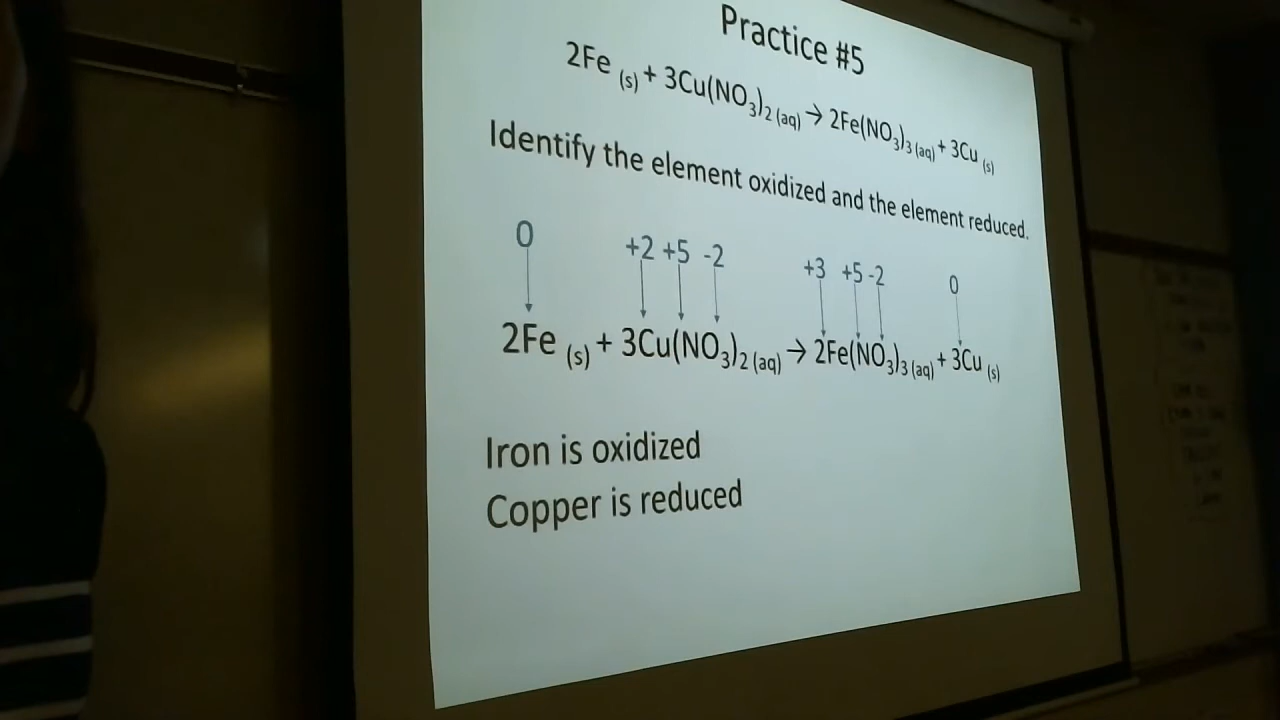 Practice #5
2Fe (s) + 3Cu(NO3)2 (aq) → 2Fe(NO3)3 (aq) + 3Cu (s)
Identify the element oxidized and the element reduced.
0 +2 +5 -2 +3 +5 -2 0
2Fe (s) + 3Cu(NO3)2 (aq) → 2Fe(NO3)3 (aq) + 3Cu (s)
Iron is oxidized
Copper is reduced